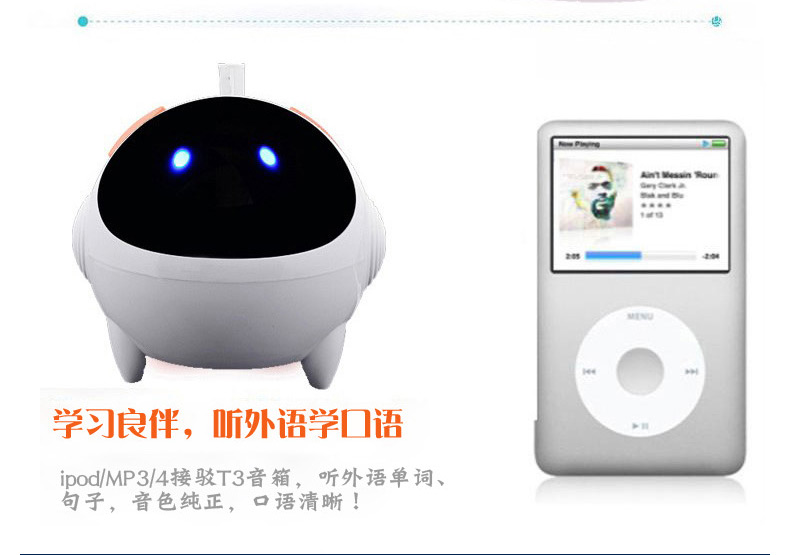 Now Playing
Ain't Messin 'Roun
Gary Clark Jr.
Blak and Blu
★ ★ ★ ★
1 of 13
2:05
-2:04
MENU
学习良伴，听外语学口语
ipod/MP3/4接驳T3音箱，听外语单词、
句子，音色纯正，口语清晰！